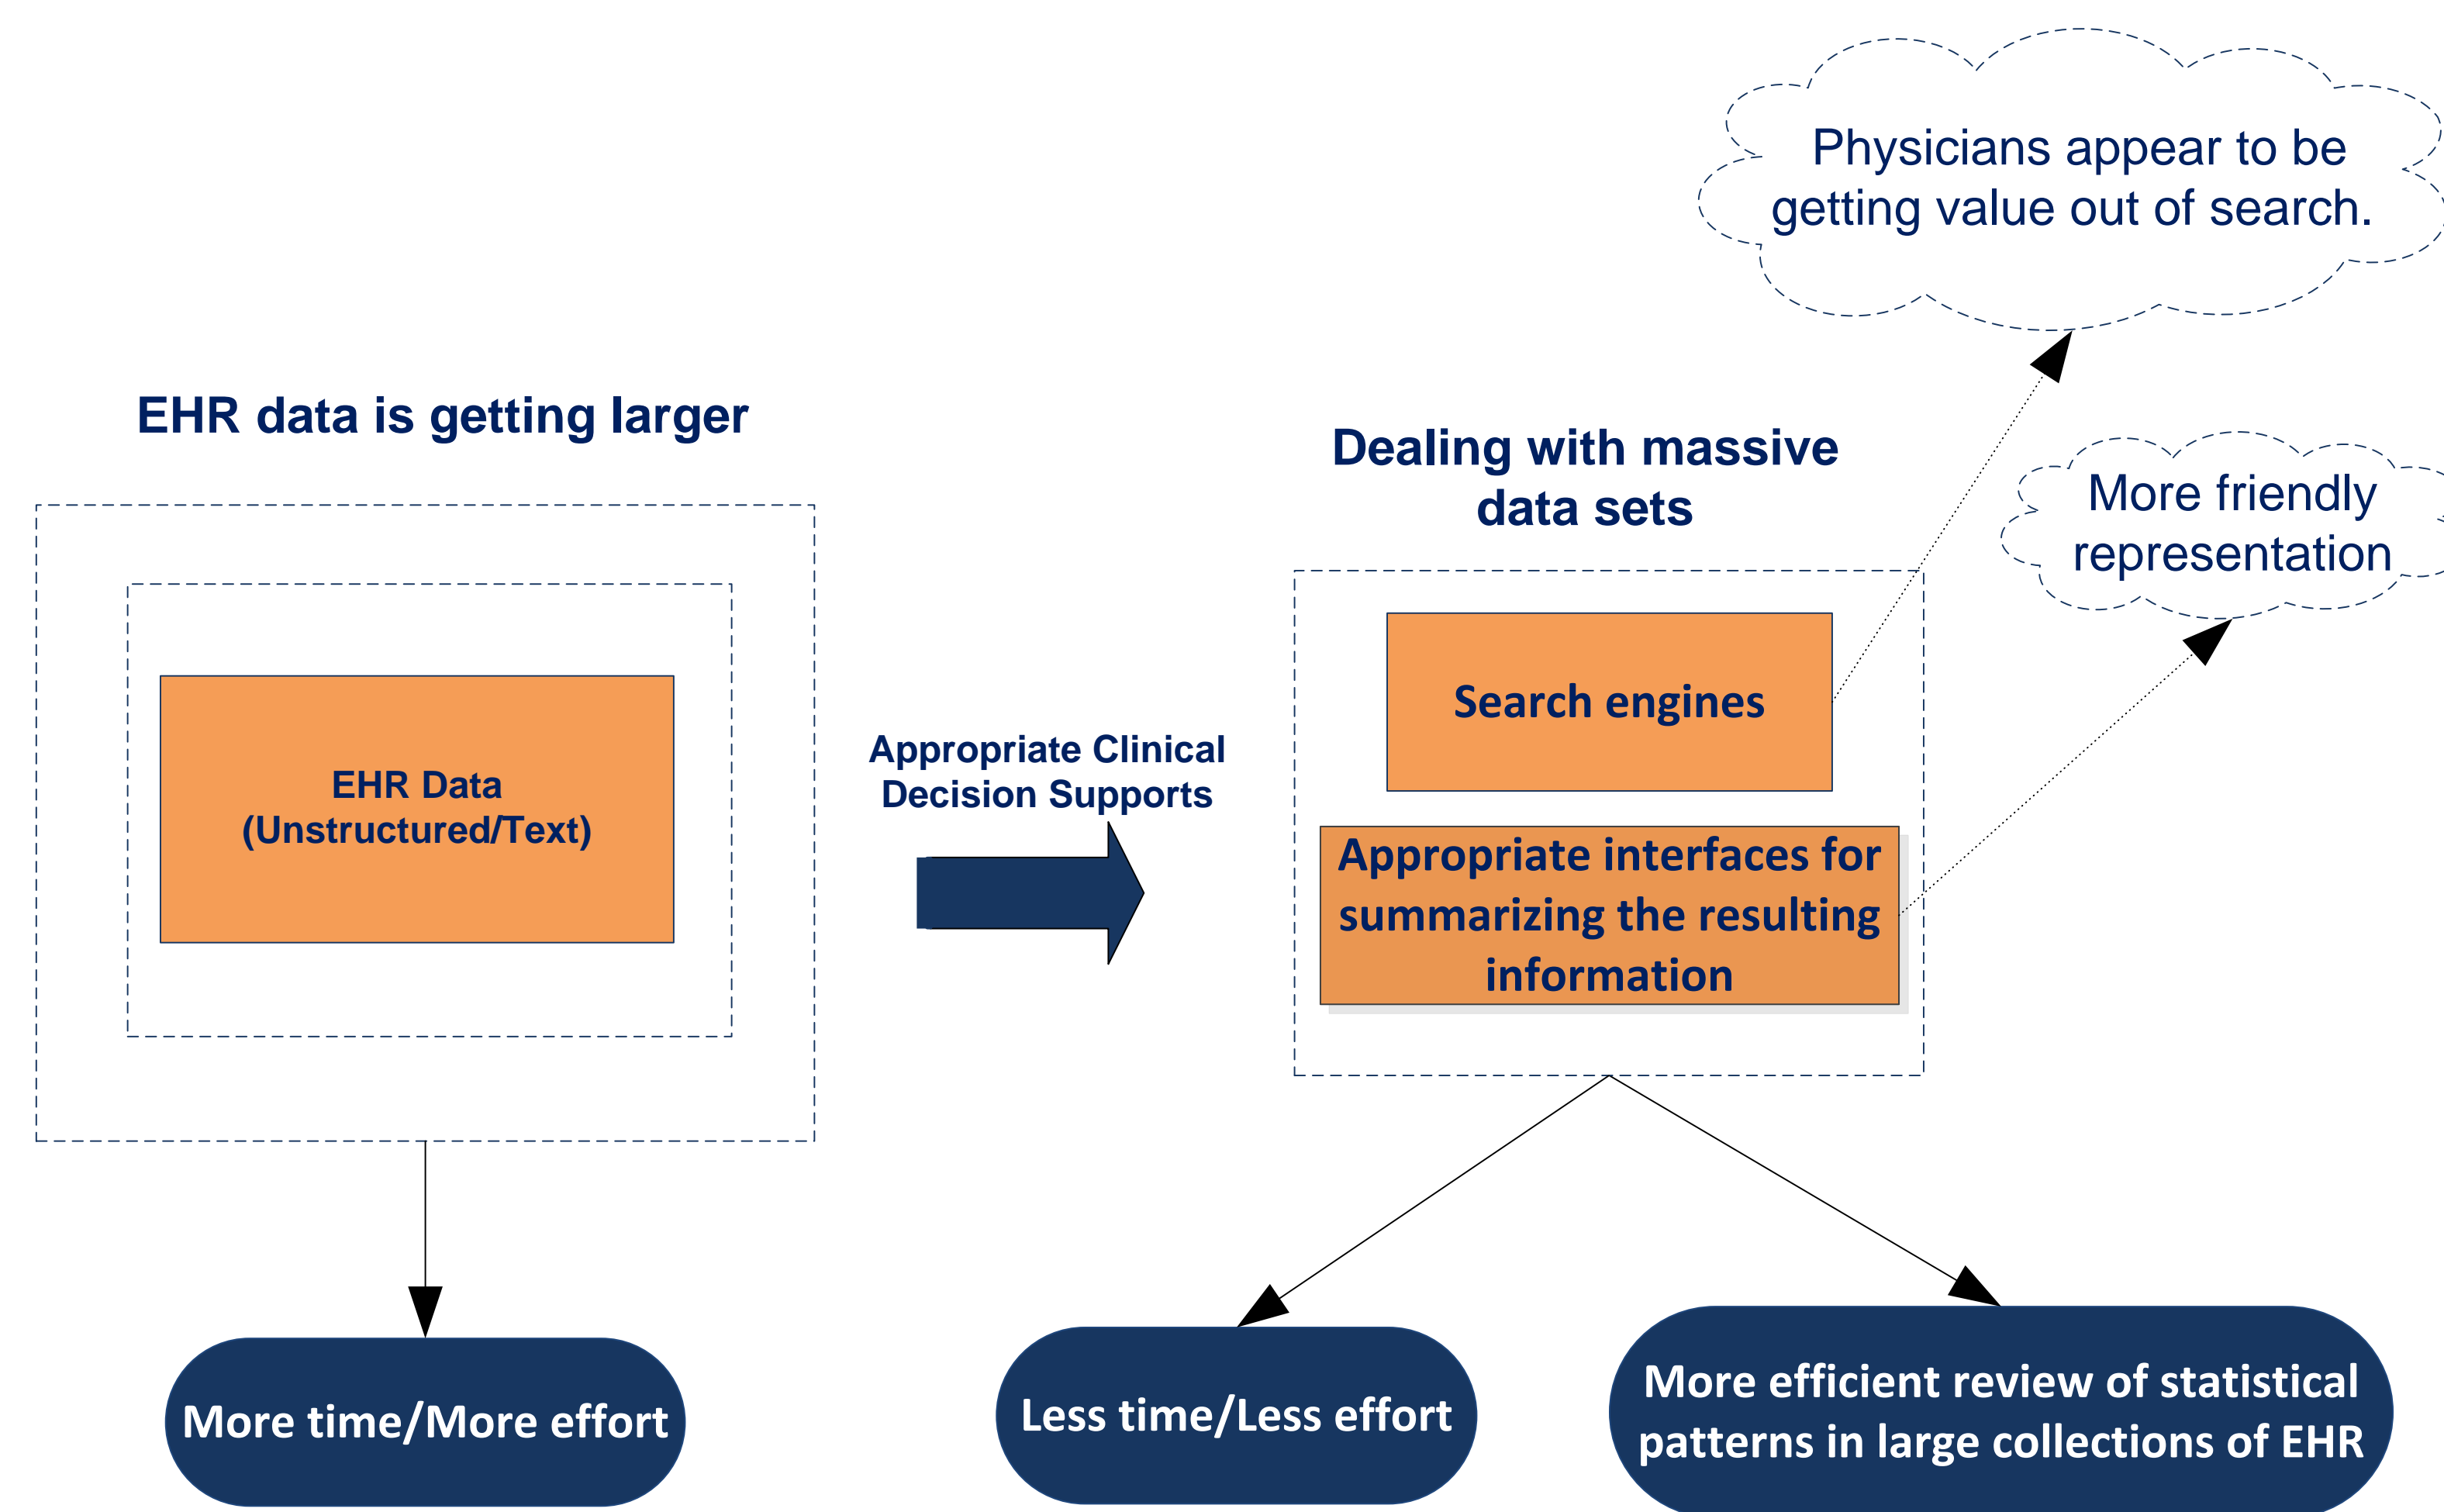 Physicians appear to be
getting value out of search.
EHR data is getting larger
Dealing with massive
data sets
More friendly
representation
Search engines
EHR Data
(Unstructured/Text)
Appropriate Clinical
Decision Supports
Appropriate interfaces for
summarizing the resulting
information
More time/More effort
Less time/Less effort
More efficient review of statistical
patterns in large collections of EHR